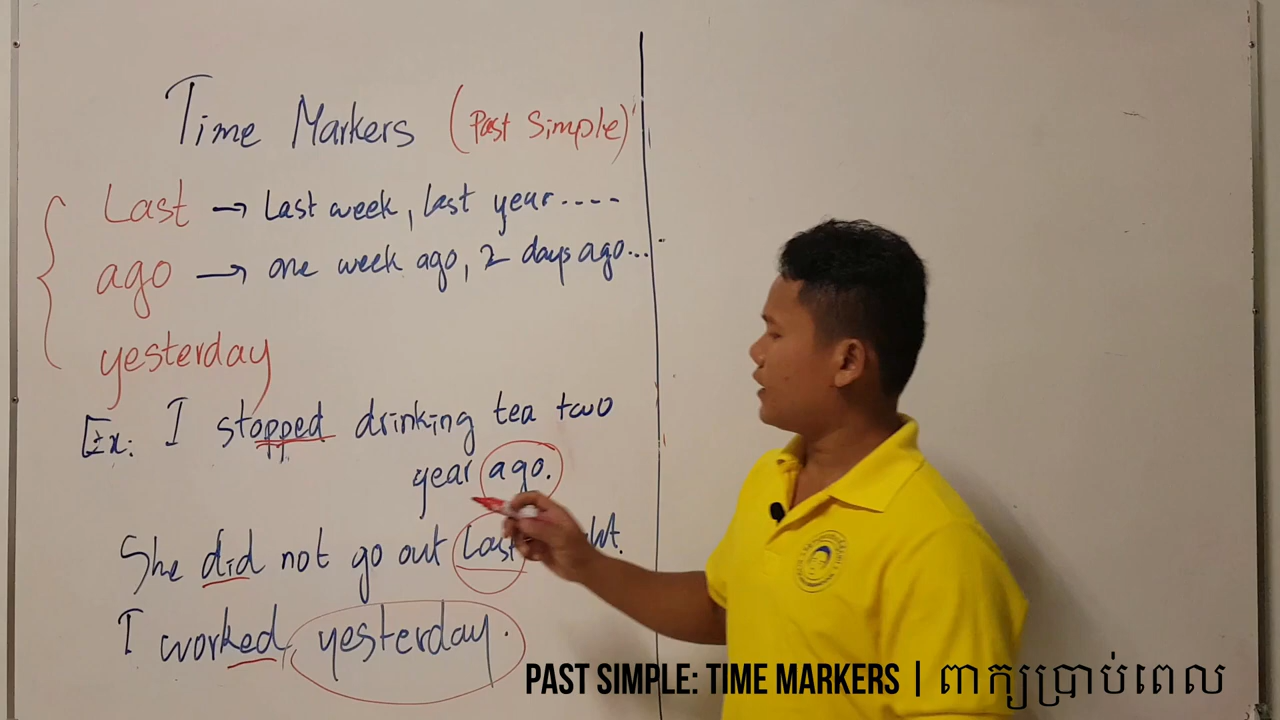 Time Markers (Past Simple)
Last → Last week, last year.....
ago → one week ago, 2 days ago...
yesterday
Ex: I stopped drinking tea two
year ago.
She did not go out Last
I worked, yesterday.
PAST SIMPLE: TIME MARKERS | ពាក្យប្រាប់ពេល